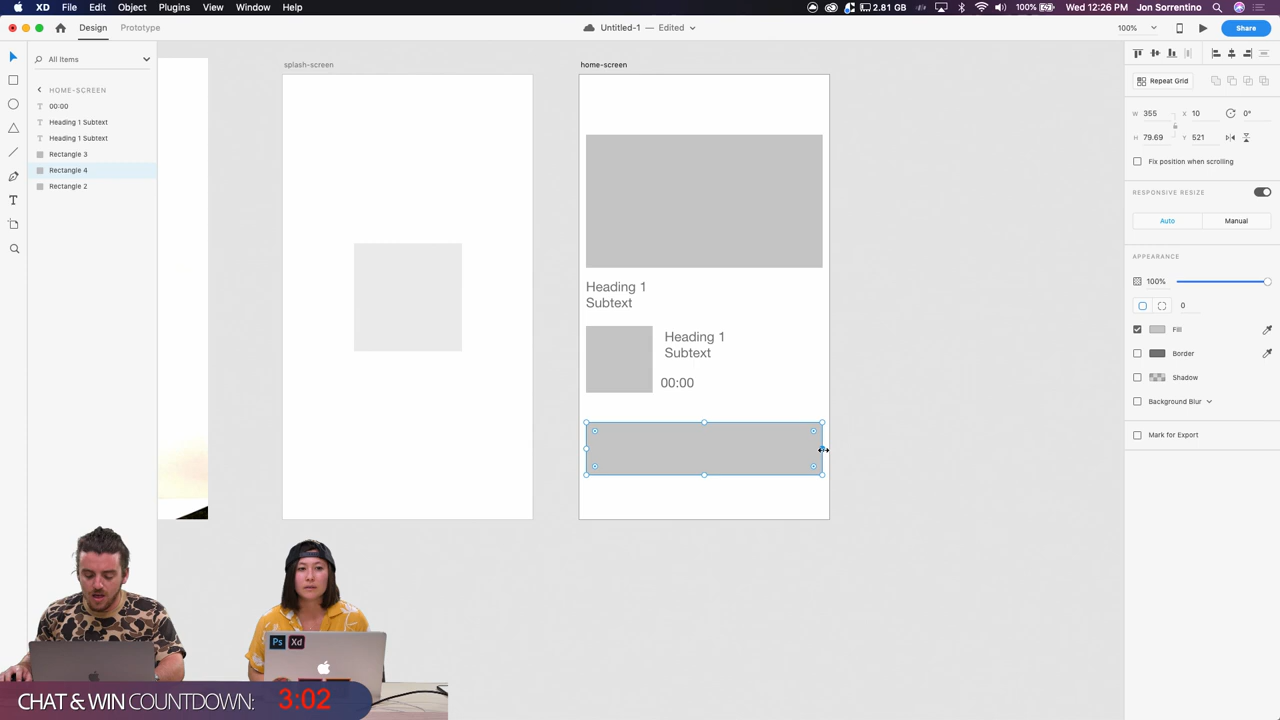 XD File Edit Object Plugins View Window Help
2.81 GB 100% Wed 12:26 PM Jon Sorrentino
Design Prototype
Untitled-1 — Edited
100%
Share
All Items
HOME-SCREEN
00:00
Heading 1 Subtext
Heading 1 Subtext
Rectangle 3
Rectangle 4
Rectangle 2
splash-screen
home-screen
Heading 1
Subtext
Heading 1
Subtext
00:00
Repeat Grid
W 355 X 10 0°
H 79.69 Y 521
Fix position when scrolling
RESPONSIVE RESIZE
Auto Manual
APPEARANCE
100%
0
Fill
Border
Shadow
Background Blur
Mark for Export
Ps Xd
CHAT & WIN COUNTDOWN: 3:02